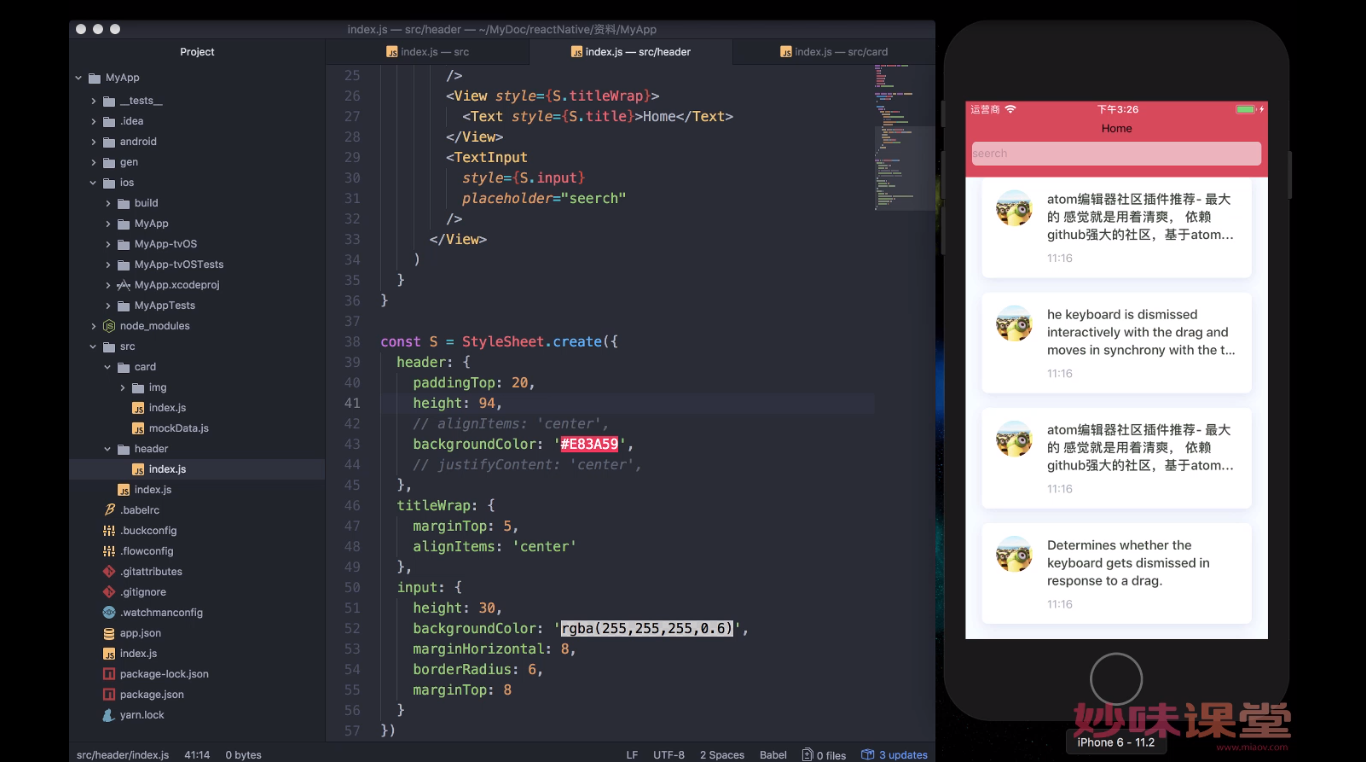 index.js — src/header — ~/MyDoc/reactNative/资料/MyApp
Project
MyApp
__tests__
.idea
android
gen
ios
build
MyApp
MyApp-tvOS
MyApp-tvOSTests
MyApp.xcodeproj
MyAppTests
node_modules
src
card
img
index.js
mockData.js
header
index.js
index.js
.babelrc
.buckconfig
.flowconfig
.gitattributes
.gitignore
.watchmanconfig
app.json
index.js
package-lock.json
package.json
yarn.lock
index.js — src
index.js — src/header
index.js — src/card
25 />
26 <View style={S.titleWrap}>
27 <Text style={S.title}>Home</Text>
28 </View>
29 <TextInput
30 style={S.input}
31 placeholder="seerch"
32 />
33 </View>
34 )
35 }
36 }
37
38 const S = StyleSheet.create({
39 header: {
40 paddingTop: 20,
41 height: 94,
42 // alignItems: 'center',
43 backgroundColor: '#E83A59',
44 // justifyContent: 'center',
45 },
46 titleWrap: {
47 marginTop: 5,
48 alignItems: 'center'
49 },
50 input: {
51 height: 30,
52 backgroundColor: 'rgba(255,255,255,0.6)',
53 marginHorizontal: 8,
54 borderRadius: 6,
55 marginTop: 8
56 }
57 })
src/header/index.js 41:14 0 bytes
LF UTF-8 2 Spaces Babel 0 files 3 updates
运营商 下午3:26
Home
seerch
atom编辑器社区插件推荐- 最大
的 感觉就是用着清爽， 依赖
github强大的社区，基于atom...
11:16
he keyboard is dismissed
interactively with the drag and
moves in synchrony with the t...
11:16
atom编辑器社区插件推荐- 最大
的 感觉就是用着清爽， 依赖
github强大的社区，基于atom...
11:16
Determines whether the
keyboard gets dismissed in
response to a drag.
11:16
妙味课堂
www.miaov.com
iPhone 6 - 11.2